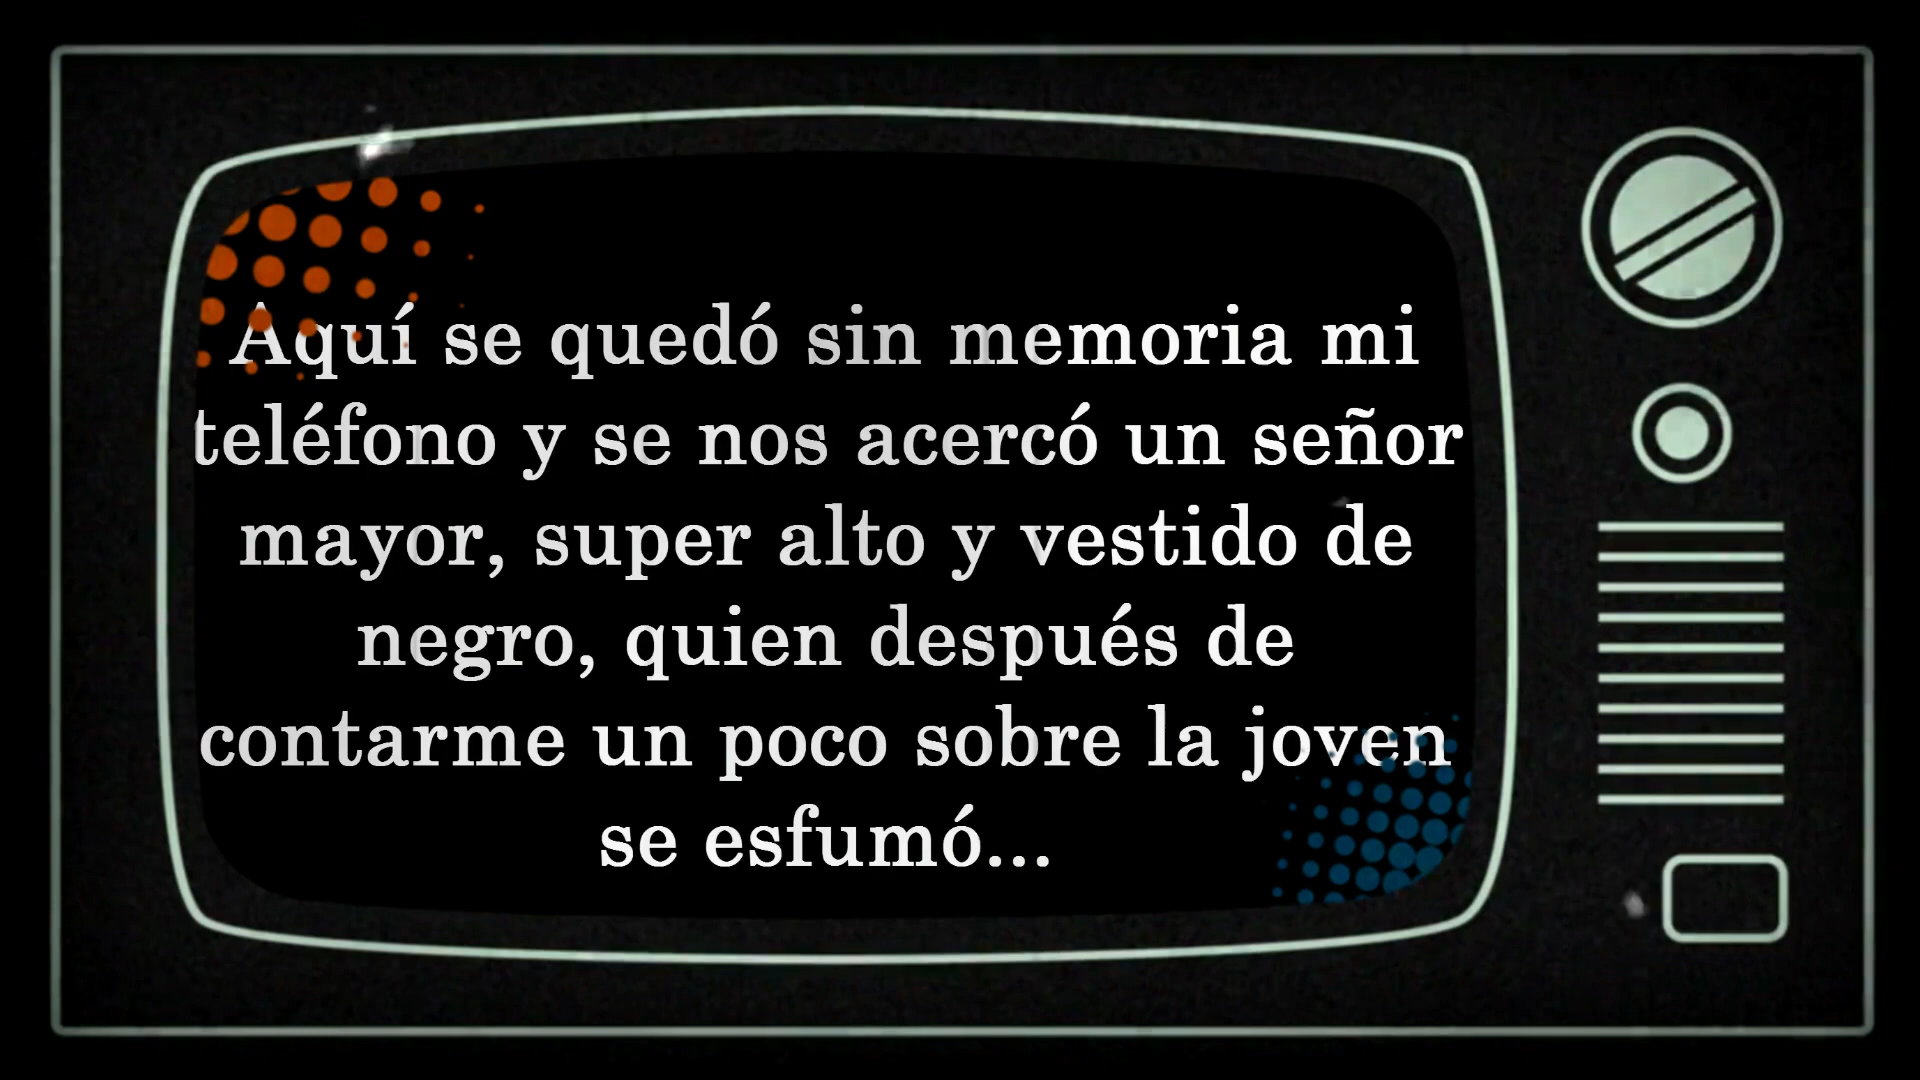 Aquí se quedó sin memoria mi
teléfono y se nos acercó un señor
mayor, super alto y vestido de
negro, quien después de
contarme un poco sobre la joven
se esfumó...